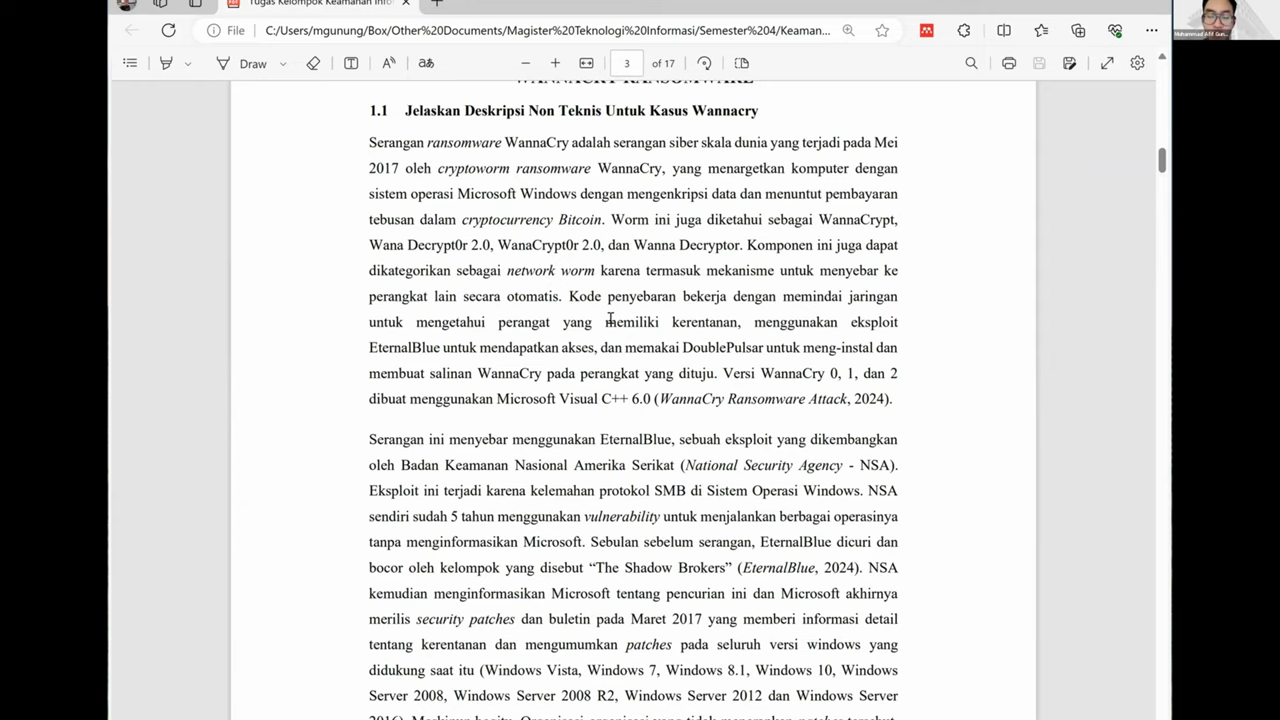 Tugas Kelompok Keamanan Info
File
C:/Users/mgunung/Box/Other%20Documents/Magister%20Teknologi%20Informasi/Semester%204/Keaman...
Draw
3 of 17
WANNACRY RANSOMWARE
1.1 Jelaskan Deskripsi Non Teknis Untuk Kasus Wannacry
Serangan ransomware WannaCry adalah serangan siber skala dunia yang terjadi pada Mei
2017 oleh cryptoworm ransomware WannaCry, yang menargetkan komputer dengan
sistem operasi Microsoft Windows dengan mengenkripsi data dan menuntut pembayaran
tebusan dalam cryptocurrency Bitcoin. Worm ini juga diketahui sebagai WannaCrypt,
Wana Decrypt0r 2.0, WanaCrypt0r 2.0, dan Wanna Decryptor. Komponen ini juga dapat
dikategorikan sebagai network worm karena termasuk mekanisme untuk menyebar ke
perangkat lain secara otomatis. Kode penyebaran bekerja dengan memindai jaringan
untuk mengetahui perangat yang memiliki kerentanan, menggunakan eksploit
EternalBlue untuk mendapatkan akses, dan memakai DoublePulsar untuk meng-instal dan
membuat salinan WannaCry pada perangkat yang dituju. Versi WannaCry 0, 1, dan 2
dibuat menggunakan Microsoft Visual C++ 6.0 (WannaCry Ransomware Attack, 2024).
Serangan ini menyebar menggunakan EternalBlue, sebuah eksploit yang dikembangkan
oleh Badan Keamanan Nasional Amerika Serikat (National Security Agency - NSA).
Eksploit ini terjadi karena kelemahan protokol SMB di Sistem Operasi Windows. NSA
sendiri sudah 5 tahun menggunakan vulnerability untuk menjalankan berbagai operasinya
tanpa menginformasikan Microsoft. Sebulan sebelum serangan, EternalBlue dicuri dan
bocor oleh kelompok yang disebut “The Shadow Brokers” (EternalBlue, 2024). NSA
kemudian menginformasikan Microsoft tentang pencurian ini dan Microsoft akhirnya
merilis security patches dan buletin pada Maret 2017 yang memberi informasi detail
tentang kerentanan dan mengumumkan patches pada seluruh versi windows yang
didukung saat itu (Windows Vista, Windows 7, Windows 8.1, Windows 10, Windows
Server 2008, Windows Server 2008 R2, Windows Server 2012 dan Windows Server
Muhammad Afif Gun...